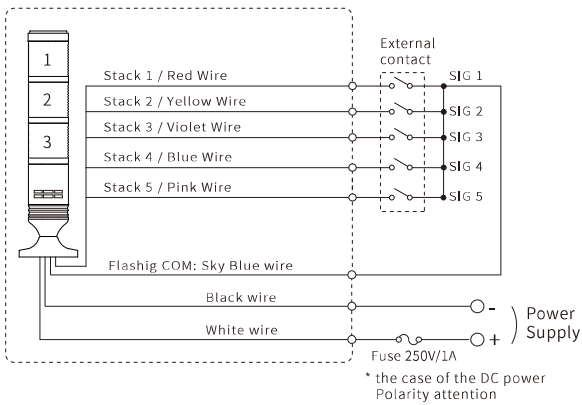 1
2
3
External
contact
Stack 1 / Red Wire
SIG 1
Stack 2 / Yellow Wire
SIG 2
Stack 3 / Violet Wire
SIG 3
Stack 4 / Blue Wire
SIG 4
Stack 5 / Pink Wire
SIG 5
Flashig COM: Sky Blue wire
Black wire
-
White wire
+
Power
Supply
Fuse 250V/1A
* the case of the DC power
Polarity attention